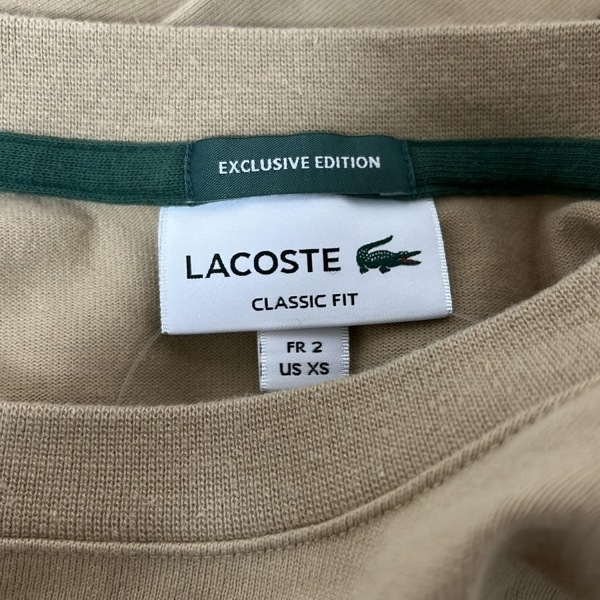 EXCLUSIVE EDITION
LACOSTE
CLASSIC FIT
FR 2
US XS